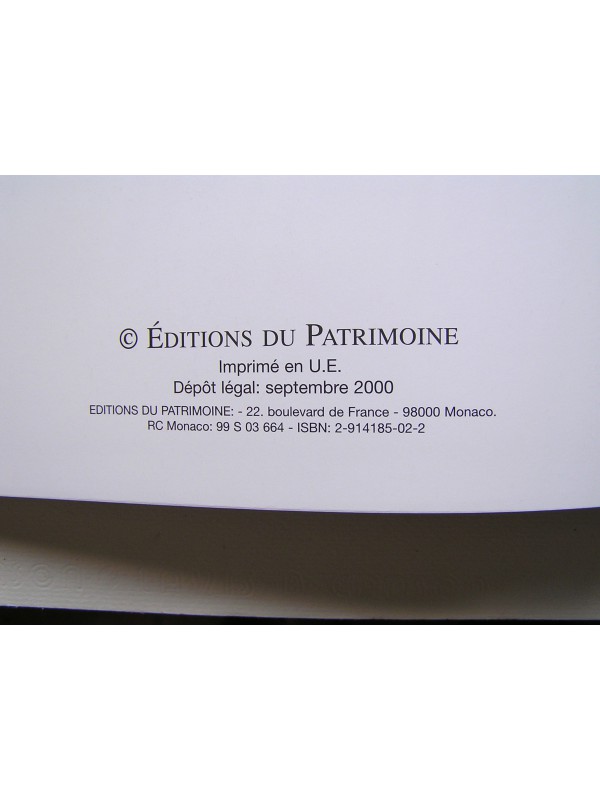 © ÉDITIONS DU PATRIMOINE
Imprimé en U.E.
Dépôt légal: septembre 2000
EDITIONS DU PATRIMOINE: - 22. boulevard de France - 98000 Monaco.
RC Monaco: 99 S 03 664 - ISBN: 2-914185-02-2